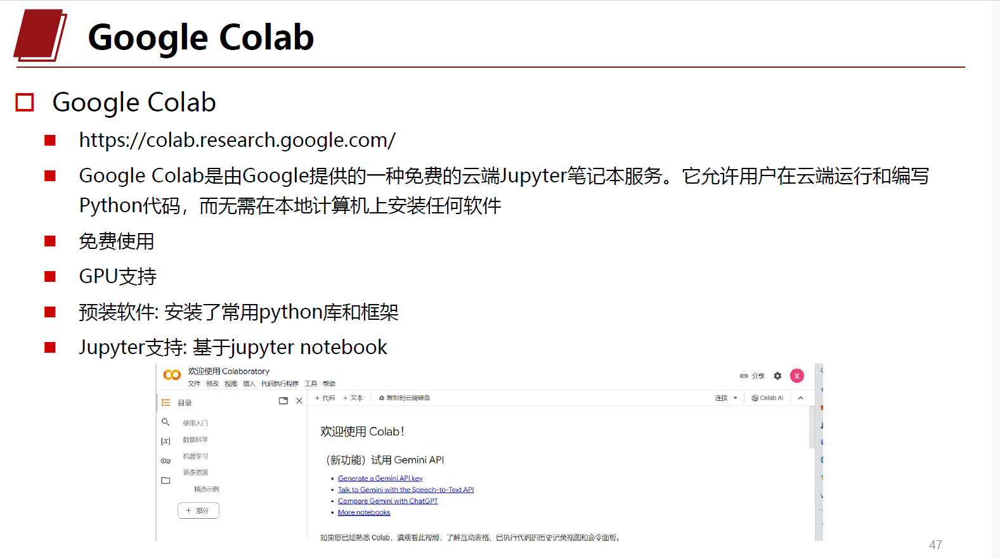 Google Colab
Google Colab
https://colab.research.google.com/
Google Colab是由Google提供的一种免费的云端Jupyter笔记本服务。它允许用户在云端运行和编写
Python代码，而无需在本地计算机上安装任何软件
免费使用
GPU支持
预装软件: 安装了常用python库和框架
Jupyter支持: 基于jupyter notebook
欢迎使用 Colaboratory
文件 修改 视图 插入 代码执行程序 工具 帮助
分享
X
目录
+ 代码 + 文本 复制到云端硬盘
连接
Colab AI
使用入门
数据科学
机器学习
更多资源
精选示例
+ 部分
欢迎使用 Colab！
（新功能）试用 Gemini API
Generate a Gemini API key
Talk to Gemini with the Speech-to-Text API
Compare Gemini with ChatGPT
More notebooks
如果您已经熟悉 Colab，请观看此视频，了解互动表格、已执行代码的历史记录视图和命令面板。
47